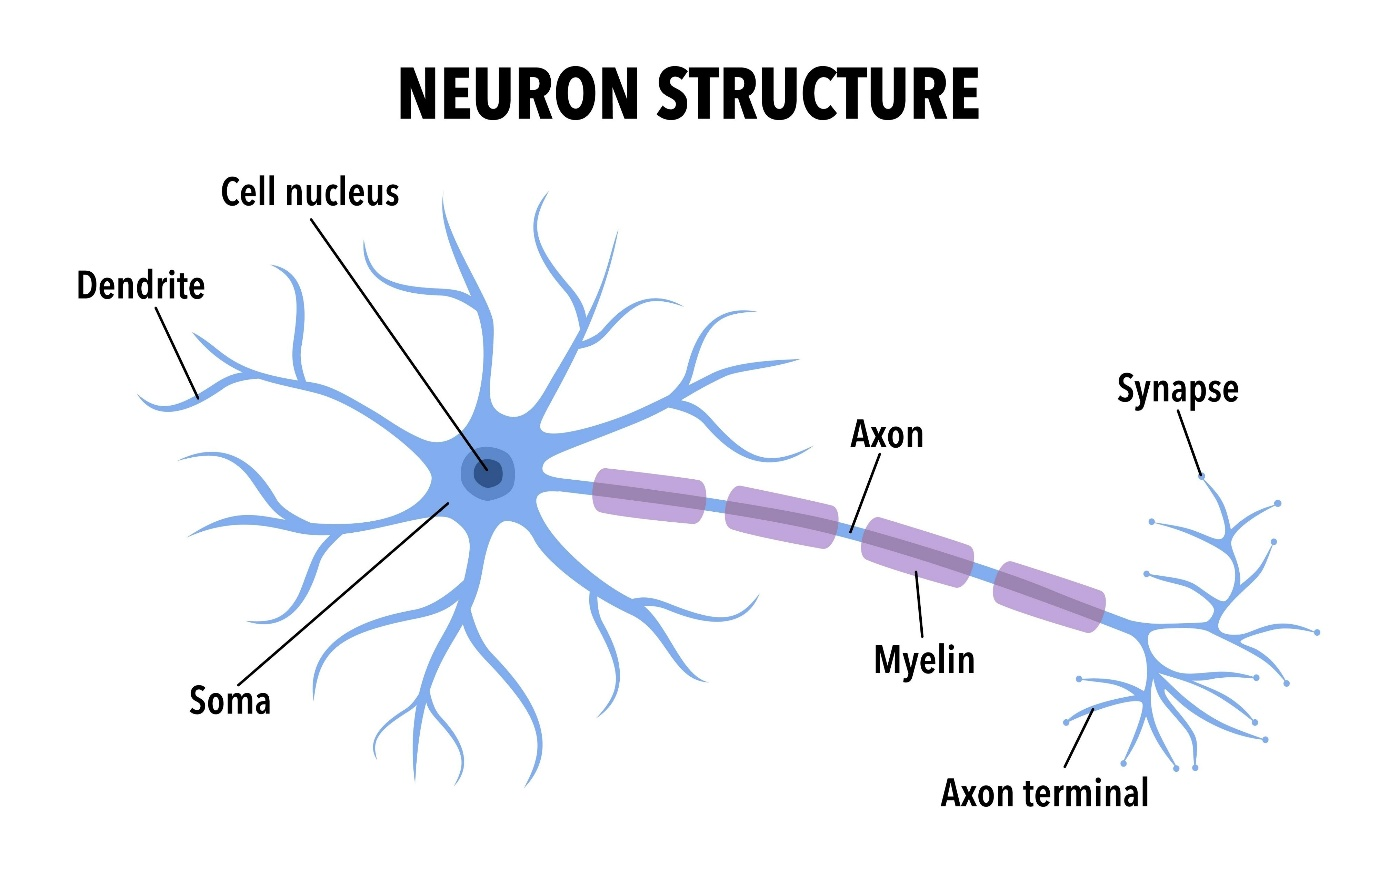 NEURON STRUCTURE
Cell nucleus
Dendrite
Synapse
Axon
Myelin
Soma
Axon terminal